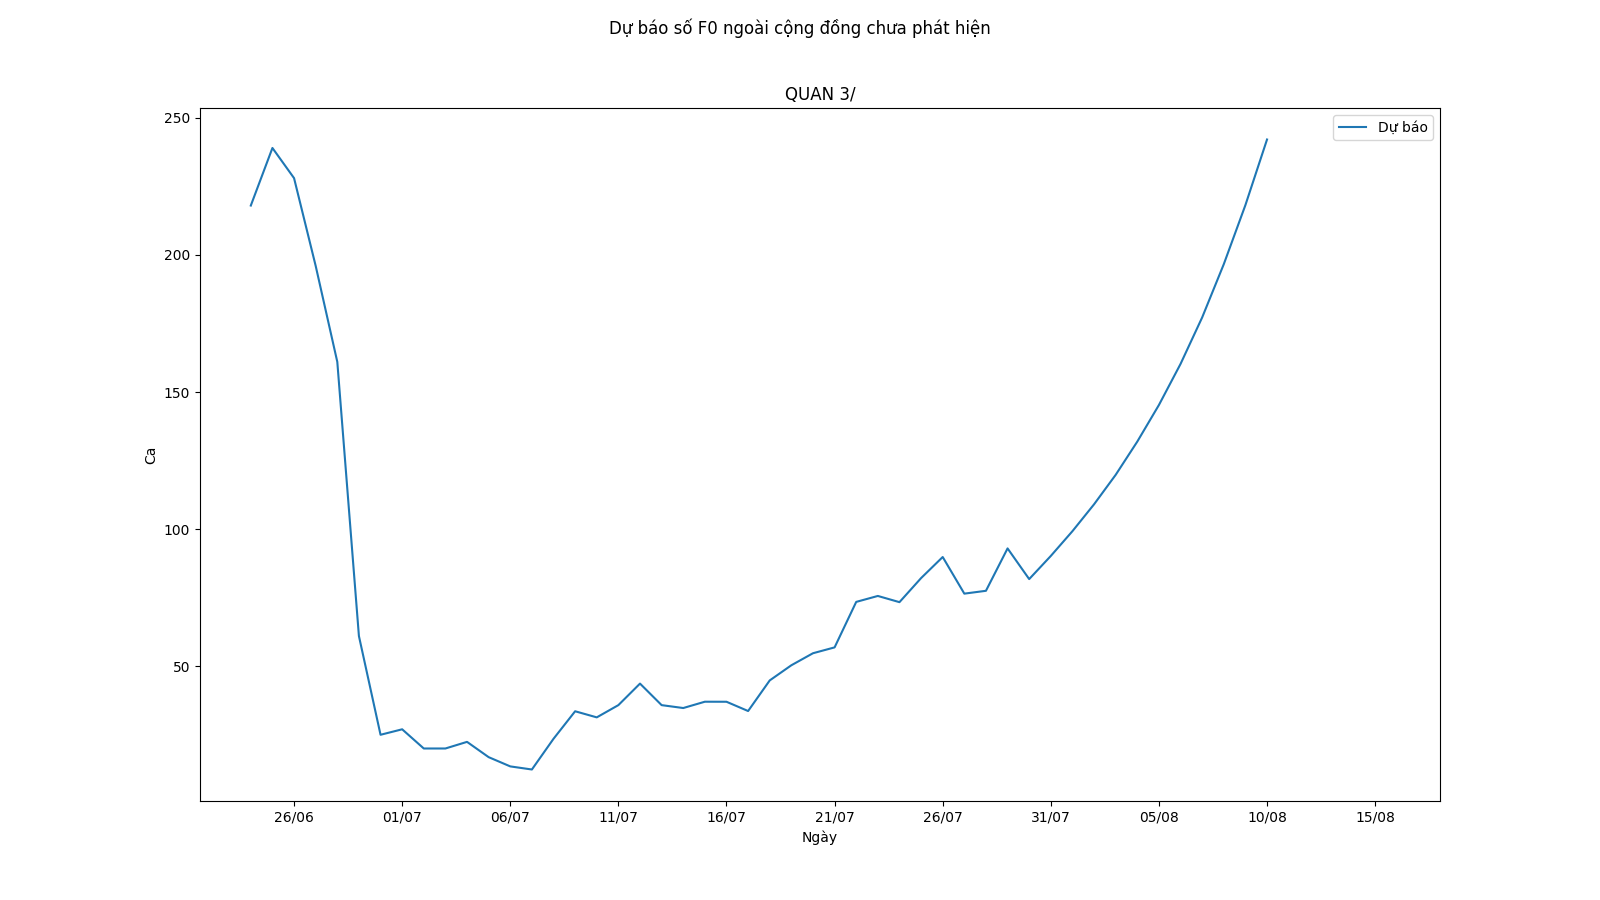 Dự báo số F0 ngoài cộng đồng chưa phát hiện
QUAN 3/
Dự báo
250
200
150
100
50
Ca
26/06 01/07 06/07 11/07 16/07 21/07 26/07 31/07 05/08 10/08 15/08
Ngày